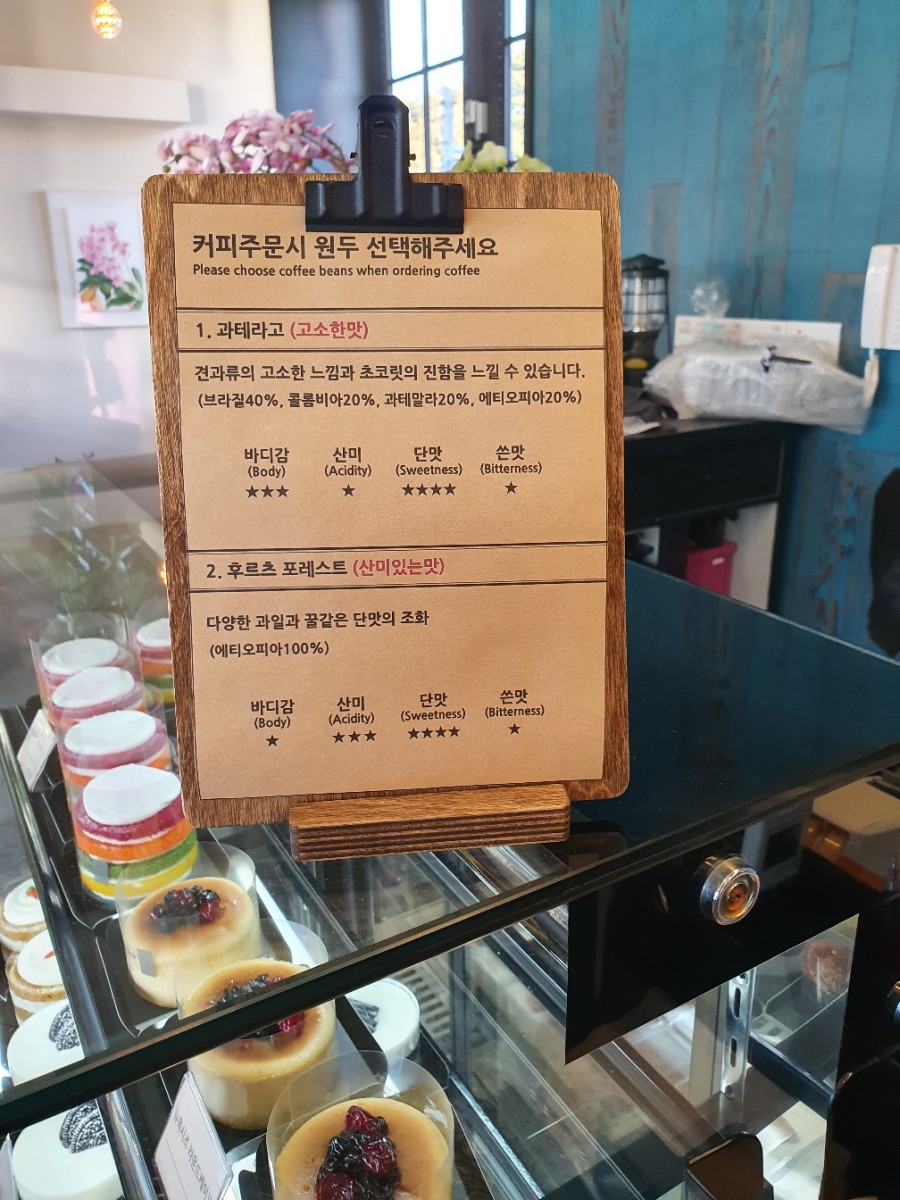 커피주문시 원두 선택해주세요
Please choose coffee beans when ordering coffee
1. 과테라고 (고소한맛)
견과류의 고소한 느낌과 초코릿의 진함을 느낄 수 있습니다.
(브라질40%, 콜롬비아20%, 과테말라20%, 에티오피아20%)
바디감 산미 단맛 쓴맛
(Body) (Acidity) (Sweetness) (Bitterness)
★★★ ★ ★★★★ ★
2. 후르츠 포레스트 (산미있는맛)
다양한 과일과 꿀같은 단맛의 조화
(에티오피아100%)
바디감 산미 단맛 쓴맛
(Body) (Acidity) (Sweetness) (Bitterness)
★ ★★★ ★★★★ ★